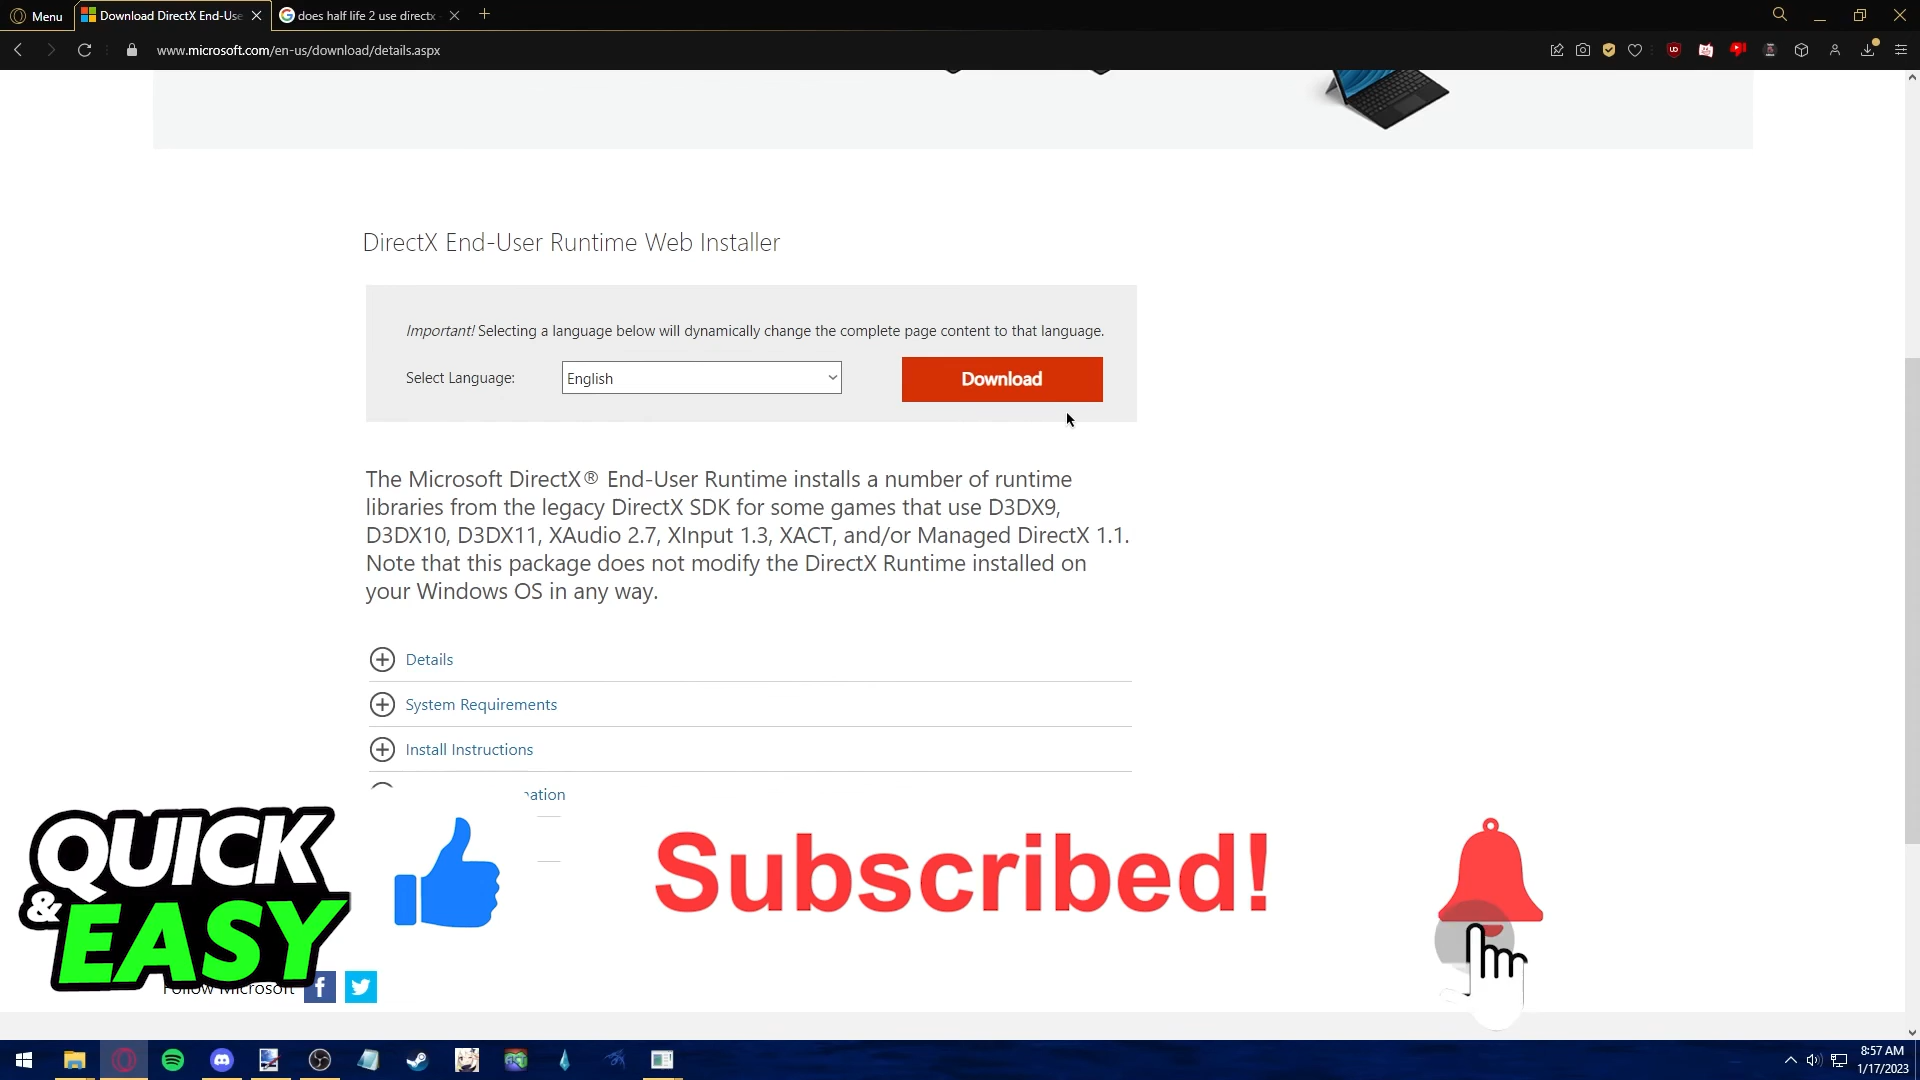 Menu
Download DirectX End-Use
does half life 2 use directx
www.microsoft.com/en-us/download/details.aspx
DirectX End-User Runtime Web Installer
Important! Selecting a language below will dynamically change the complete page content to that language.
Select Language:
English
Download
The Microsoft DirectX® End-User Runtime installs a number of runtime
libraries from the legacy DirectX SDK for some games that use D3DX9,
D3DX10, D3DX11, XAudio 2.7, XInput 1.3, XACT, and/or Managed DirectX 1.1.
Note that this package does not modify the DirectX Runtime installed on
your Windows OS in any way.
Details
System Requirements
Install Instructions
ation
QUICK
&
EASY
Subscribed!
Follow Microsoft
8:57 AM
1/17/2023